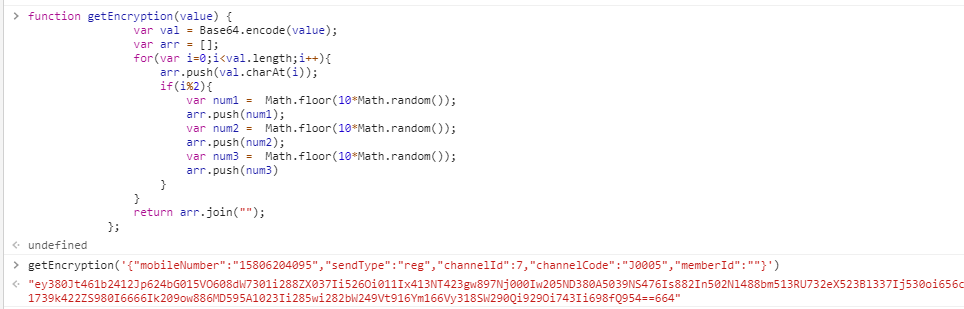 > function getEncryption(value) {
var val = Base64.encode(value);
var arr = [];
for(var i=0;i<val.length;i++){
arr.push(val.charAt(i));
if(i%2){
var num1 = Math.floor(10*Math.random());
arr.push(num1);
var num2 = Math.floor(10*Math.random());
arr.push(num2);
var num3 = Math.floor(10*Math.random());
arr.push(num3)
}
}
return arr.join("");
};
undefined
> getEncryption('{"mobileNumber":"15806204095","sendType":"reg","channelId":7,"channelCode":"J0005","memberId":""}')
"ey380Jt461b2412Jp624bG015VO608dW7301i288ZX037Ii526Oi011Ix413NT423gw897Nj000Iw205ND380A5039NS476Is882In502Nl488bm513RU732eX523Bl337Ij530oi656c
1739k422ZS980I6666Ik209ow886MD595A1023Ii285wi282bW249Vt916Ym166Vy318SW290Qi929Oi743Ii698fQ954==664"